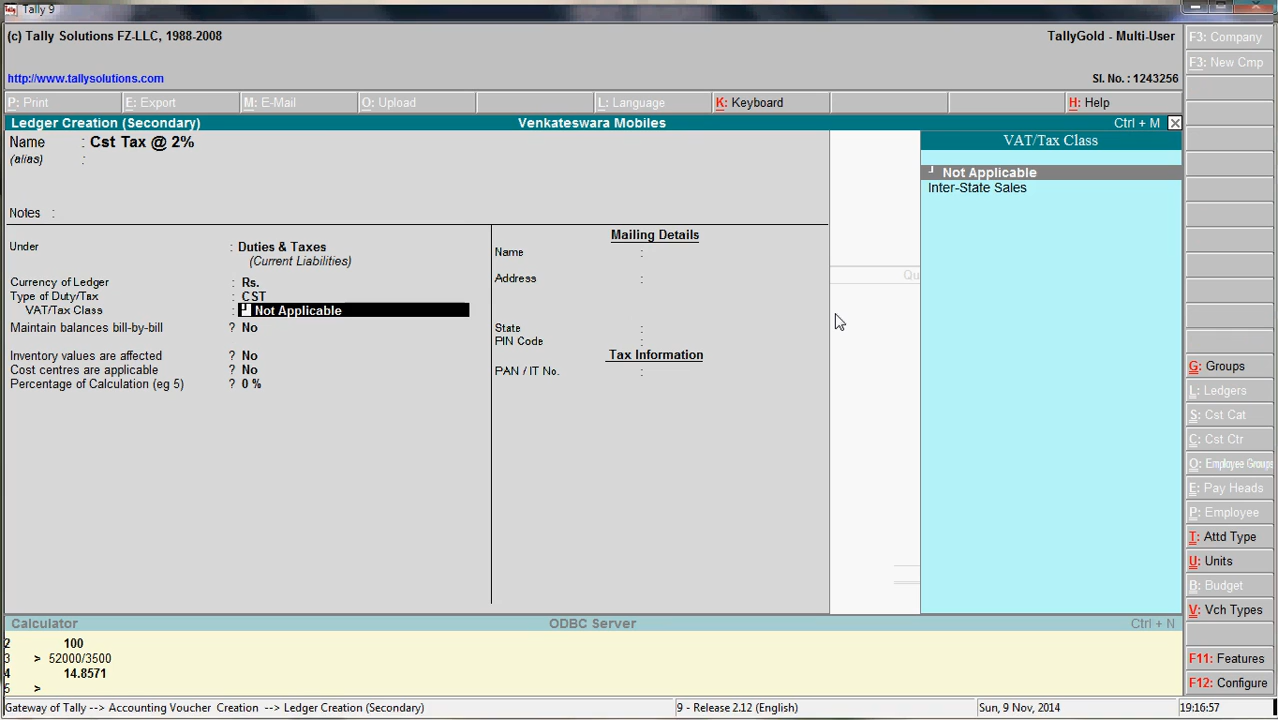 Tally 9
(c) Tally Solutions FZ-LLC, 1988-2008
TallyGold - Multi-User
http://www.tallysolutions.com
Sl. No. : 1243256
P: Print
E: Export
M: E-Mail
O: Upload
L: Language
K: Keyboard
H: Help
Ledger Creation (Secondary)
Venkateswara Mobiles
Ctrl + M
Name : Cst Tax @ 2%
(alias) :
Notes :
Under : Duties & Taxes
(Current Liabilities)
Currency of Ledger : Rs.
Type of Duty/Tax : CST
VAT/Tax Class : ┘ Not Applicable
Maintain balances bill-by-bill ? No
Inventory values are affected ? No
Cost centres are applicable ? No
Percentage of Calculation (eg 5) ? 0 %
Mailing Details
Name :
Address :
State :
PIN Code :
Tax Information
PAN / IT No. :
Qu
VAT/Tax Class
┘ Not Applicable
Inter-State Sales
F3: Company
F3: New Cmp
G: Groups
L: Ledgers
S: Cst Cat
C: Cst Ctr
O: Employee Groups
E: Pay Heads
P: Employee
T: Attd Type
U: Units
B: Budget
V: Vch Types
F11: Features
F12: Configure
Calculator
ODBC Server
Ctrl + N
2 100
3 > 52000/3500
4 14.8571
5 >
Gateway of Tally --> Accounting Voucher Creation --> Ledger Creation (Secondary)
9 - Release 2.12 (English)
Sun, 9 Nov, 2014
19:16:57